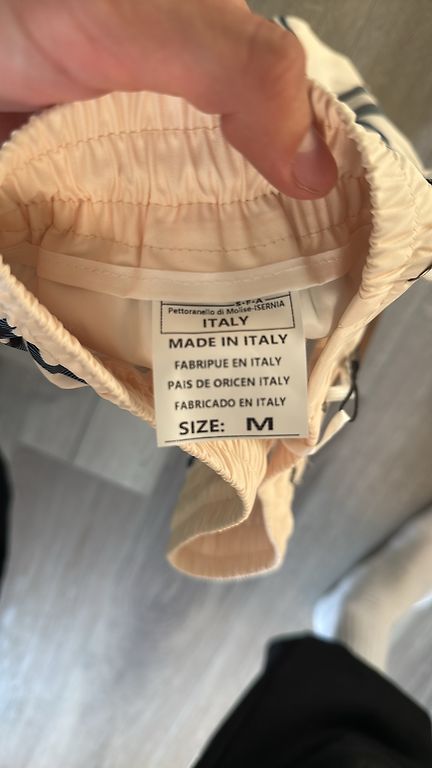 S-F-A
Pettoranello di Molise-ISERNIA
ITALY
MADE IN ITALY
FABRIPUE EN ITALY
PAIS DE ORICEN ITALY
FABRICADO EN ITALY
SIZE: M